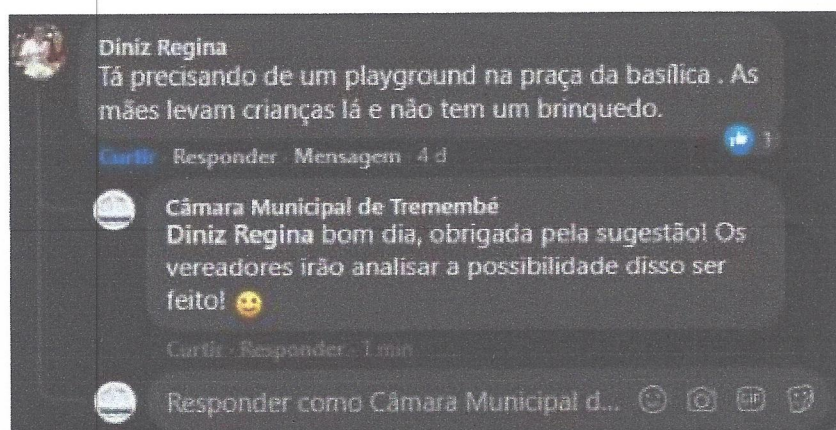 Diniz Regina
Tá precisando de um playground na praça da basílica . As
mães levam crianças lá e não tem um brinquedo.
Curtir · Responder · Mensagem · 4 d
1
Câmara Municipal de Tremembé
Diniz Regina bom dia, obrigada pela sugestão! Os
vereadores irão analisar a possibilidade disso ser
feito!
Curtir · Responder · 1 min
Responder como Câmara Municipal d...
GIF